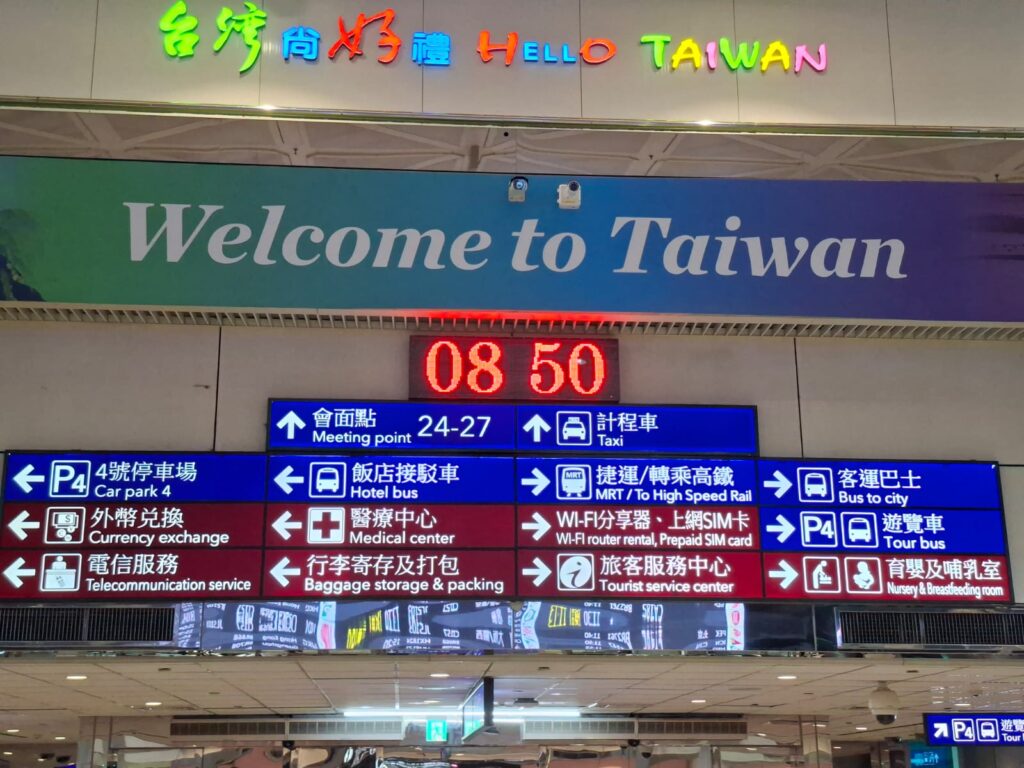 台灣尚好禮 HELLO TAIWAN
Welcome to Taiwan
08 50
會面點
Meeting point
24-27
計程車
Taxi
P4
4號停車場
Car park 4
飯店接駁車
Hotel bus
MRT
捷運/轉乘高鐵
MRT / To High Speed Rail
客運巴士
Bus to city
外幣兌換
Currency exchange
醫療中心
Medical center
WI-FI分享器、上網SIM卡
WI-FI router rental, Prepaid SIM card
P4
遊覽車
Tour bus
電信服務
Telecommunication service
行李寄存及打包
Baggage storage & packing
旅客服務中心
Tourist service center
育嬰及哺乳室
Nursery & Breastfeeding room
P4
遊覽
Tour